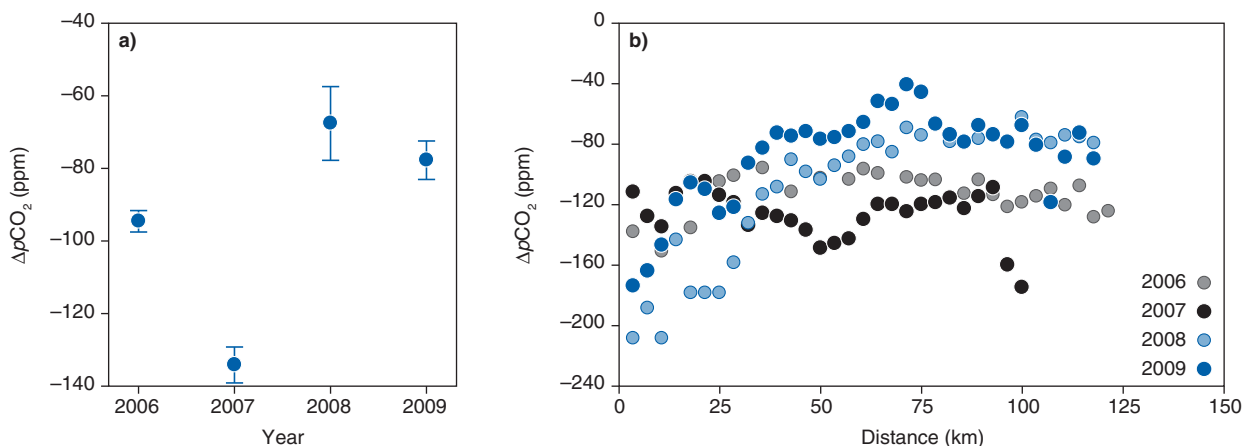 a)
−40
−60
−80
−100
−120
−140
ΔpCO₂ (ppm)
2006 2007 2008 2009
Year
b)
0
−40
−80
−120
−160
−200
−240
ΔpCO₂ (ppm)
2006
2007
2008
2009
0 25 50 75 100 125 150
Distance (km)